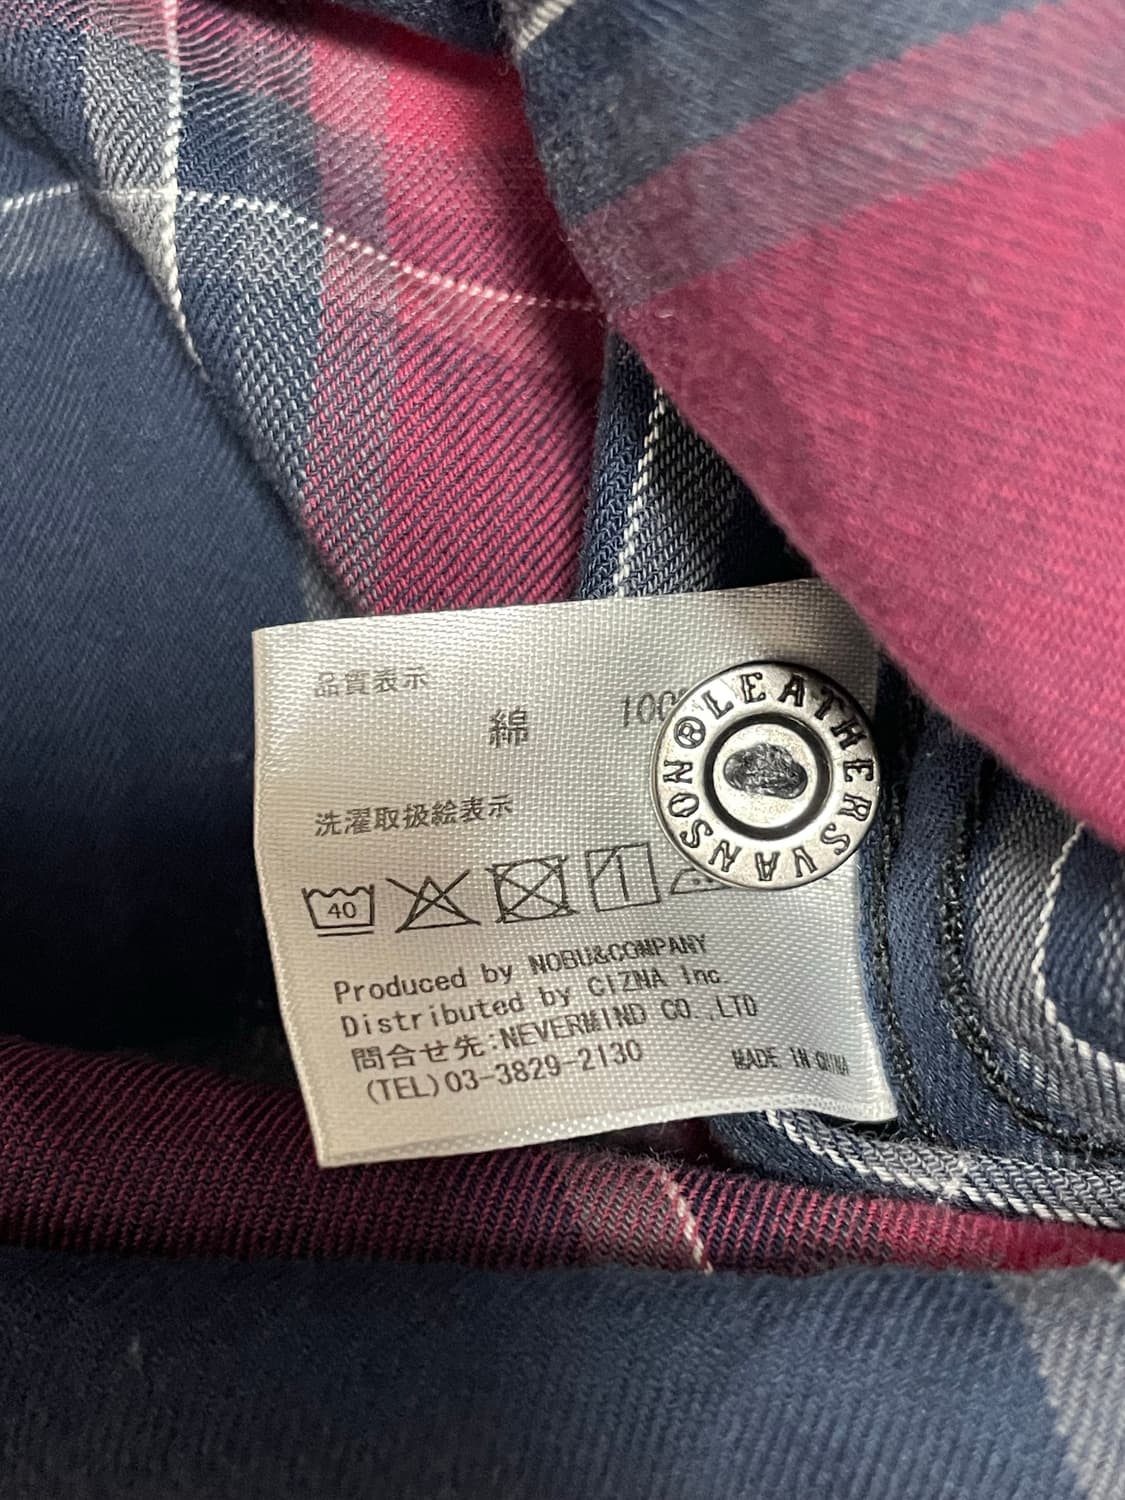 品質表示
綿 100
洗濯取扱絵表示
40
Produced by NOBU&COMPANY
Distributed by CIZNA Inc
問合せ先:NEVERMIND CO.,LTD
(TEL)03-3829-2130
MADE IN CHINA
VANSON®LEATHERS